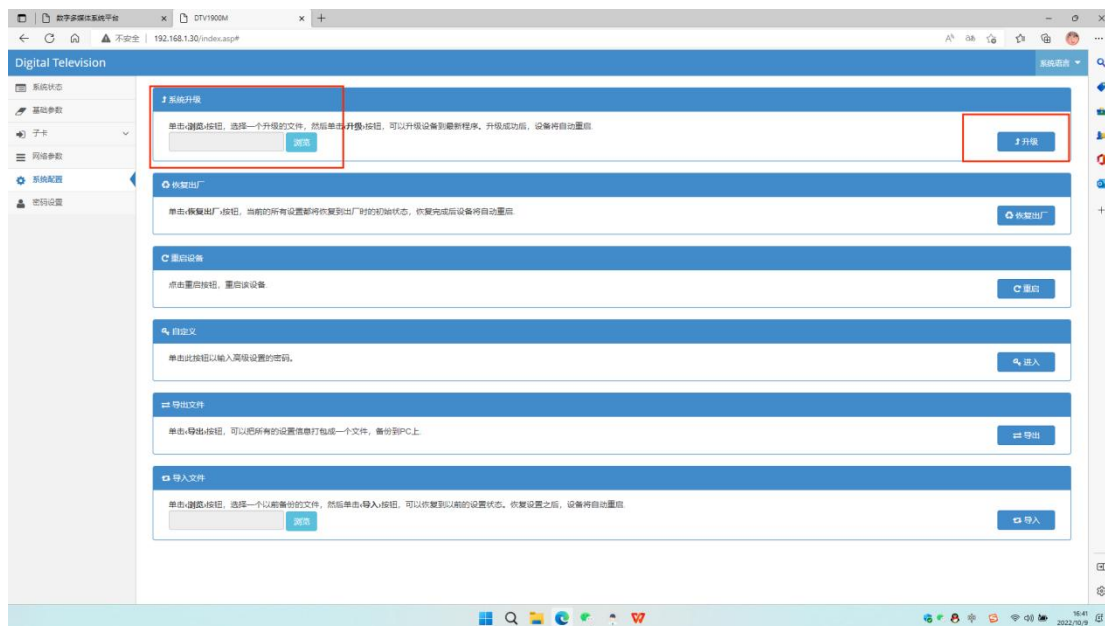 数字多媒体系统平台
DTV1900M
不安全
192.168.1.30/index.asp#
Digital Television
系统语言
系统状态
基础参数
子卡
网络参数
系统配置
密码设置
系统升级
单击‹浏览›按钮，选择一个升级的文件，然后单击‹升级›按钮，可以升级设备到最新程序。升级成功后，设备将自动重启.
浏览
升级
恢复出厂
单击‹恢复出厂›按钮，当前的所有设置都将恢复到出厂时的初始状态，恢复完成后设备将自动重启.
恢复出厂
重启设备
点击重启按钮，重启该设备.
重启
自定义
单击此按钮以输入高级设置的密码。
进入
导出文件
单击‹导出›按钮，可以把所有的设置信息打包成一个文件，备份到PC上.
导出
导入文件
单击‹浏览›按钮，选择一个以前备份的文件，然后单击‹导入›按钮，可以恢复到以前的设置状态。恢复设置之后，设备将自动重启.
浏览
导入
中
16:41
2022/10/9